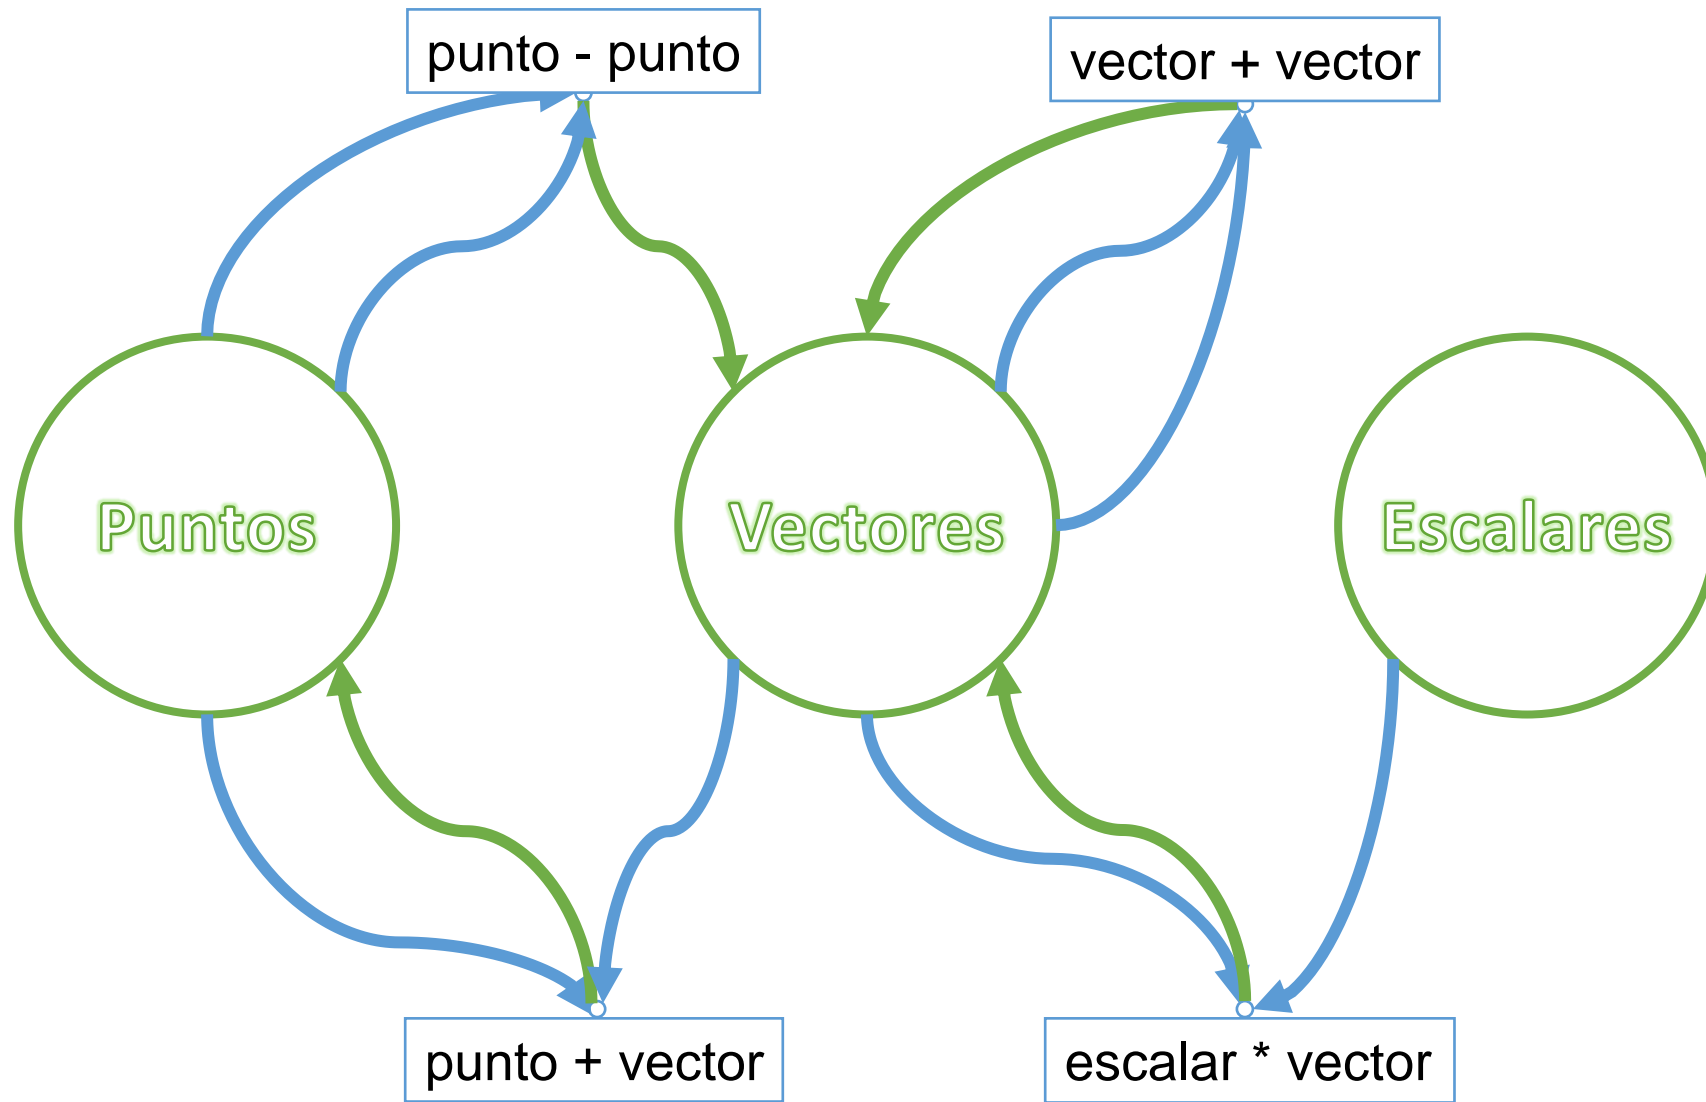 punto - punto
vector + vector
Puntos
Vectores
Escalares
punto + vector
escalar * vector